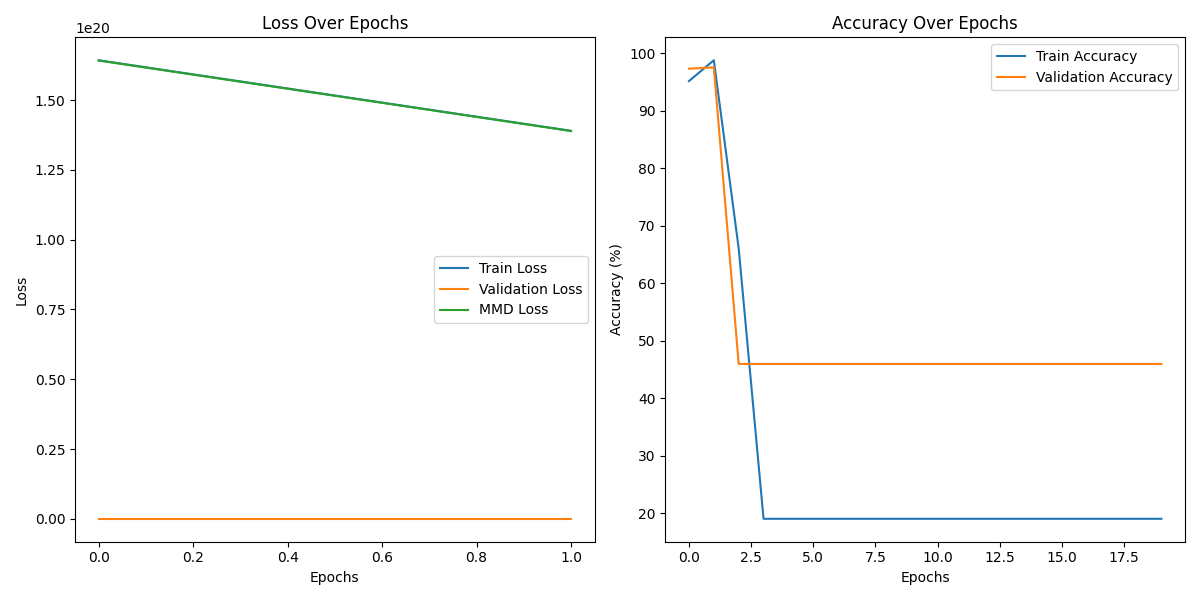 Loss Over Epochs
1e20
1.50
1.25
1.00
0.75
0.50
0.25
0.00
Loss
Train Loss
Validation Loss
MMD Loss
0.0 0.2 0.4 0.6 0.8 1.0
Epochs
Accuracy Over Epochs
100
90
80
70
60
50
40
30
20
Accuracy (%)
Train Accuracy
Validation Accuracy
0.0 2.5 5.0 7.5 10.0 12.5 15.0 17.5
Epochs